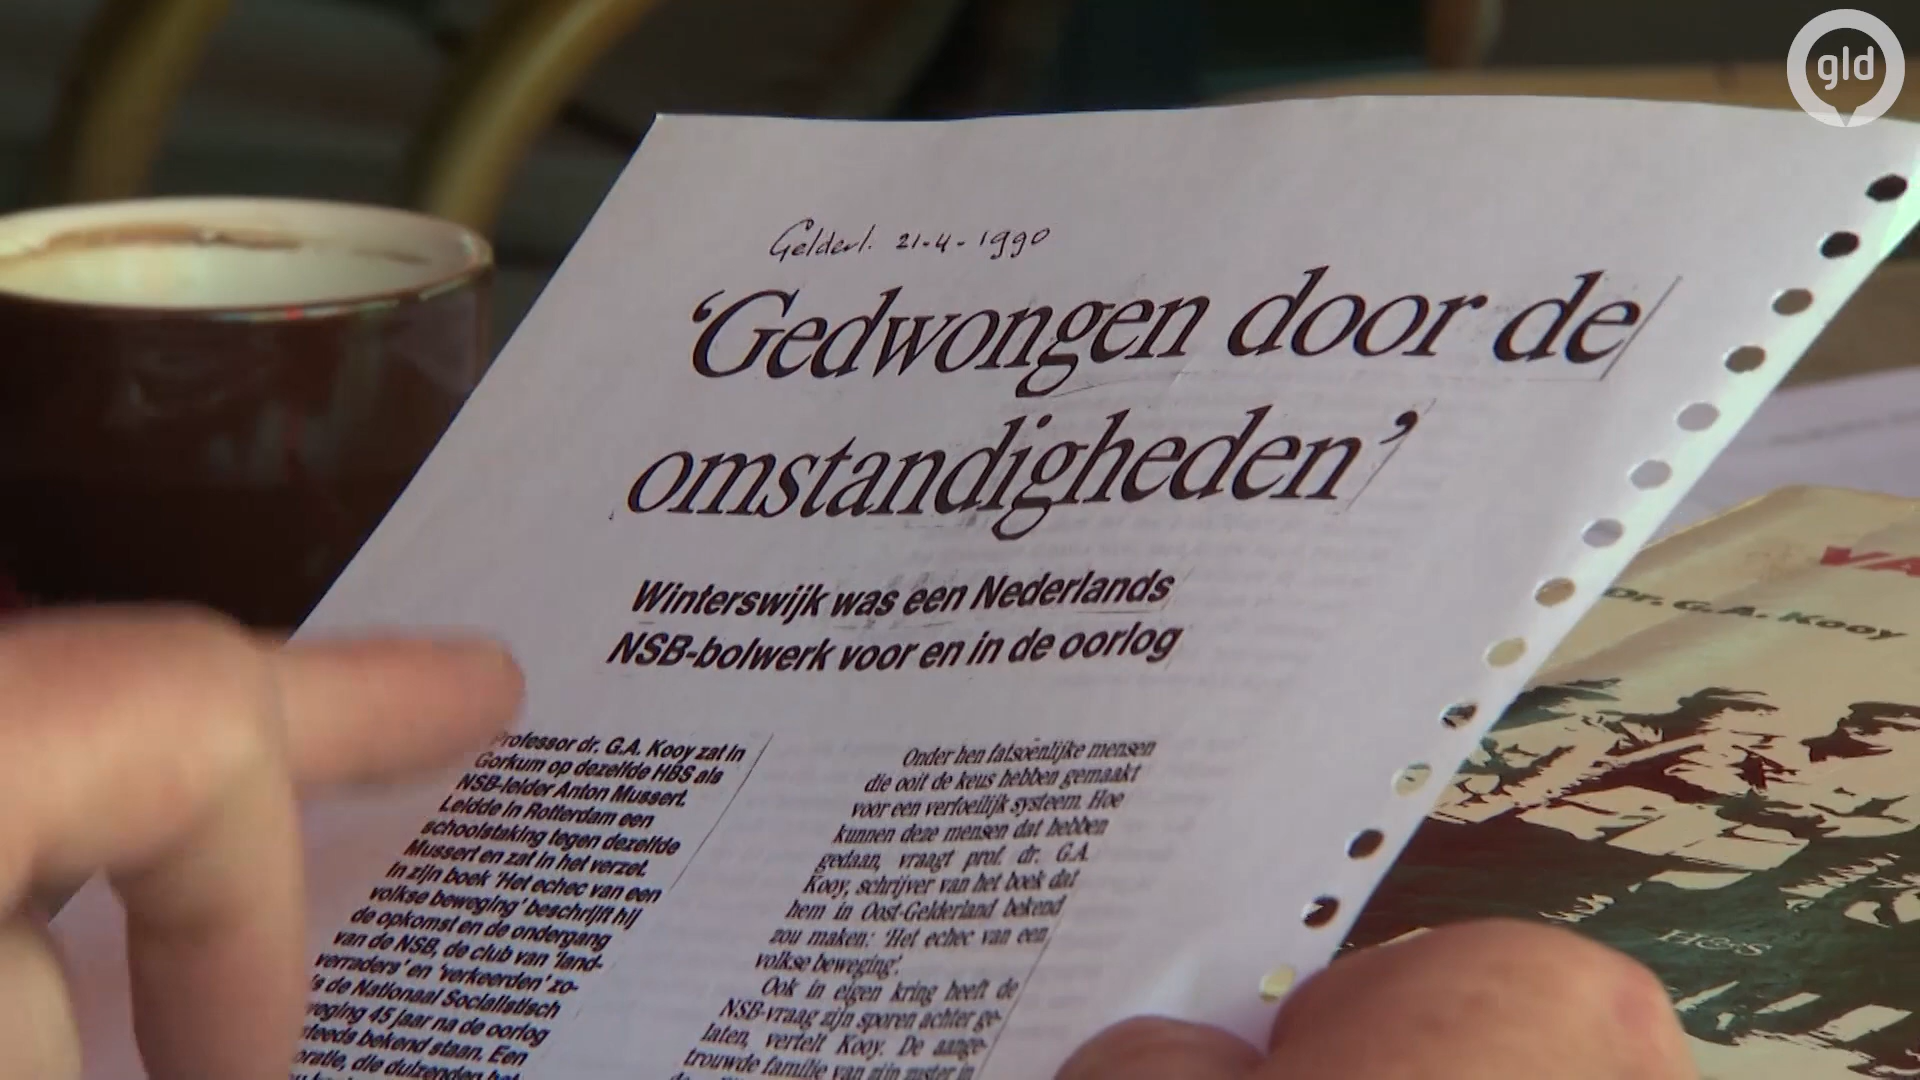 gld
Gelderl. 21-4-1990
‘Gedwongen door de
omstandigheden’
Winterswijk was een Nederlands
NSB-bolwerk voor en in de oorlog
Professor dr. G.A. Kooy zat in
Gorkum op dezelfde HBS als
NSB-leider Anton Mussert.
Leidde in Rotterdam een
schoolstaking tegen dezelfde
Mussert en zat in het verzet.
In zijn boek 'Het echec van een
volkse beweging' beschrijft hij
de opkomst en de ondergang
van de NSB, de club van 'land-
verraders' en 'verkeerden' zo-
de Nationaal Socialistisch
45 jaar na de oorlog
bekend staan. Een
die duizenden het
Onder hen fatsoenlijke mensen
die ooit de keus hebben gemaakt
voor een verfoeilijk systeem. Hoe
kunnen deze mensen dat hebben
gedaan, vraagt prof. dr. G.A.
Kooy, schrijver van het boek dat
hem in Oost-Gelderland bekend
zou maken: 'Het echec van een
volkse beweging'.
Ook in eigen kring heeft de
NSB-vraag zijn sporen achter ge-
laten, vertelt Kooy. De aange-
trouwde familie van zijn zuster in
VA
Dr. G.A. Kooy
H&S